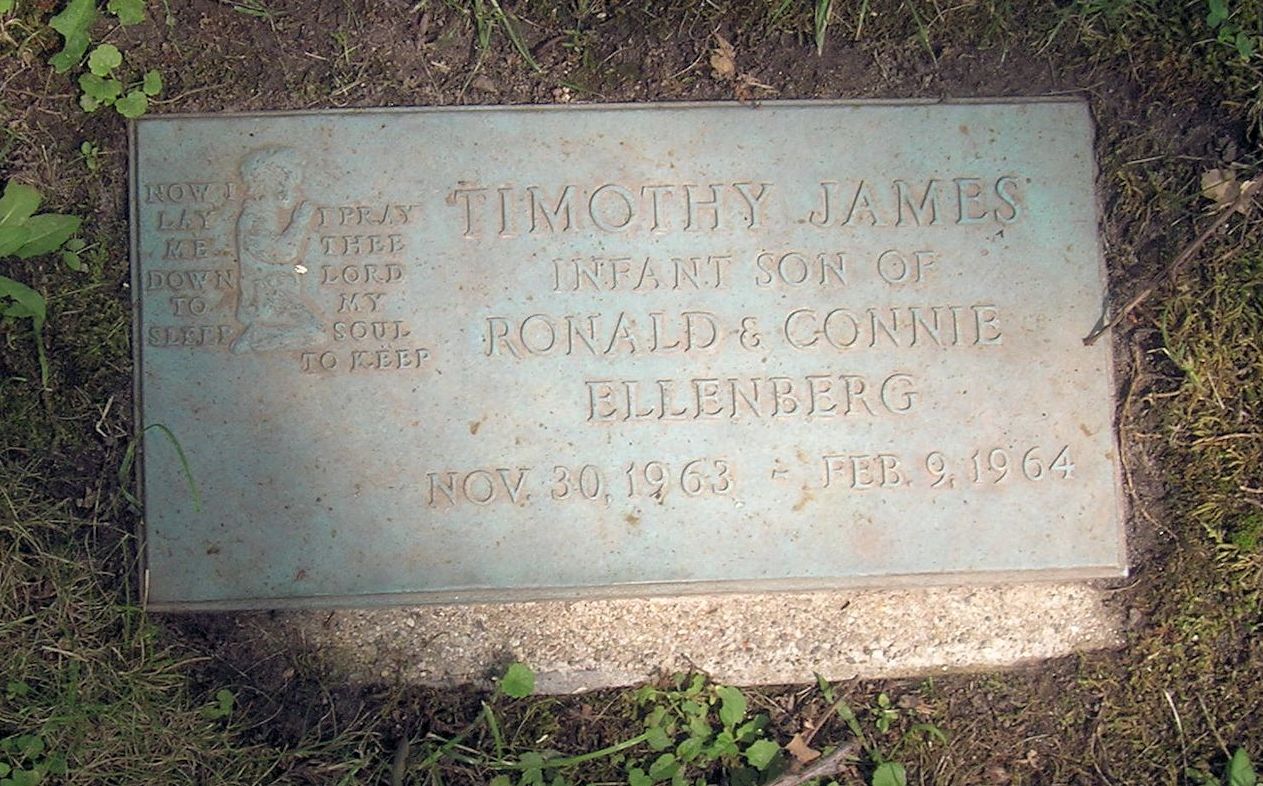 NOW I
LAY
ME
DOWN
TO
SLEEP
I PRAY
THEE
LORD
MY
SOUL
TO KEEP
TIMOTHY JAMES
INFANT SON OF
RONALD & CONNIE
ELLENBERG
NOV. 30, 1963 - FEB. 9, 1964